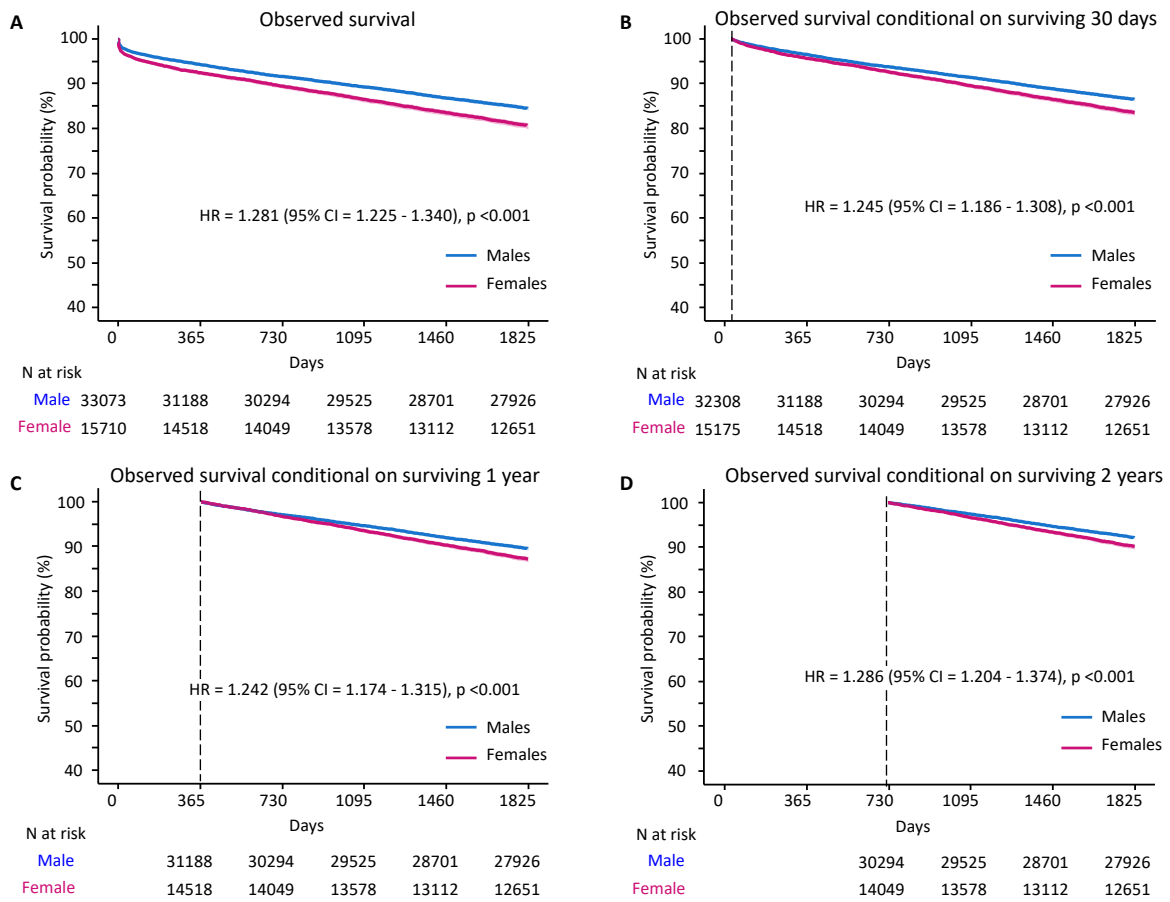 A
Observed survival
100
90
80
70
60
50
40
Survival probability (%)
HR = 1.281 (95% CI = 1.225 - 1.340), p <0.001
Males
Females
0 365 730 1095 1460 1825
Days
N at risk
Male 33073 31188 30294 29525 28701 27926
Female 15710 14518 14049 13578 13112 12651
B
Observed survival conditional on surviving 30 days
100
90
80
70
60
50
40
Survival probability (%)
HR = 1.245 (95% CI = 1.186 - 1.308), p <0.001
Males
Females
0 365 730 1095 1460 1825
Days
N at risk
Male 32308 31188 30294 29525 28701 27926
Female 15175 14518 14049 13578 13112 12651
C
Observed survival conditional on surviving 1 year
100
90
80
70
60
50
40
Survival probability (%)
HR = 1.242 (95% CI = 1.174 - 1.315), p <0.001
Males
Females
0 365 730 1095 1460 1825
Days
N at risk
Male 31188 30294 29525 28701 27926
Female 14518 14049 13578 13112 12651
D
Observed survival conditional on surviving 2 years
100
90
80
70
60
50
40
Survival probability (%)
HR = 1.286 (95% CI = 1.204 - 1.374), p <0.001
Males
Females
0 365 730 1095 1460 1825
Days
N at risk
Male 30294 29525 28701 27926
Female 14049 13578 13112 12651